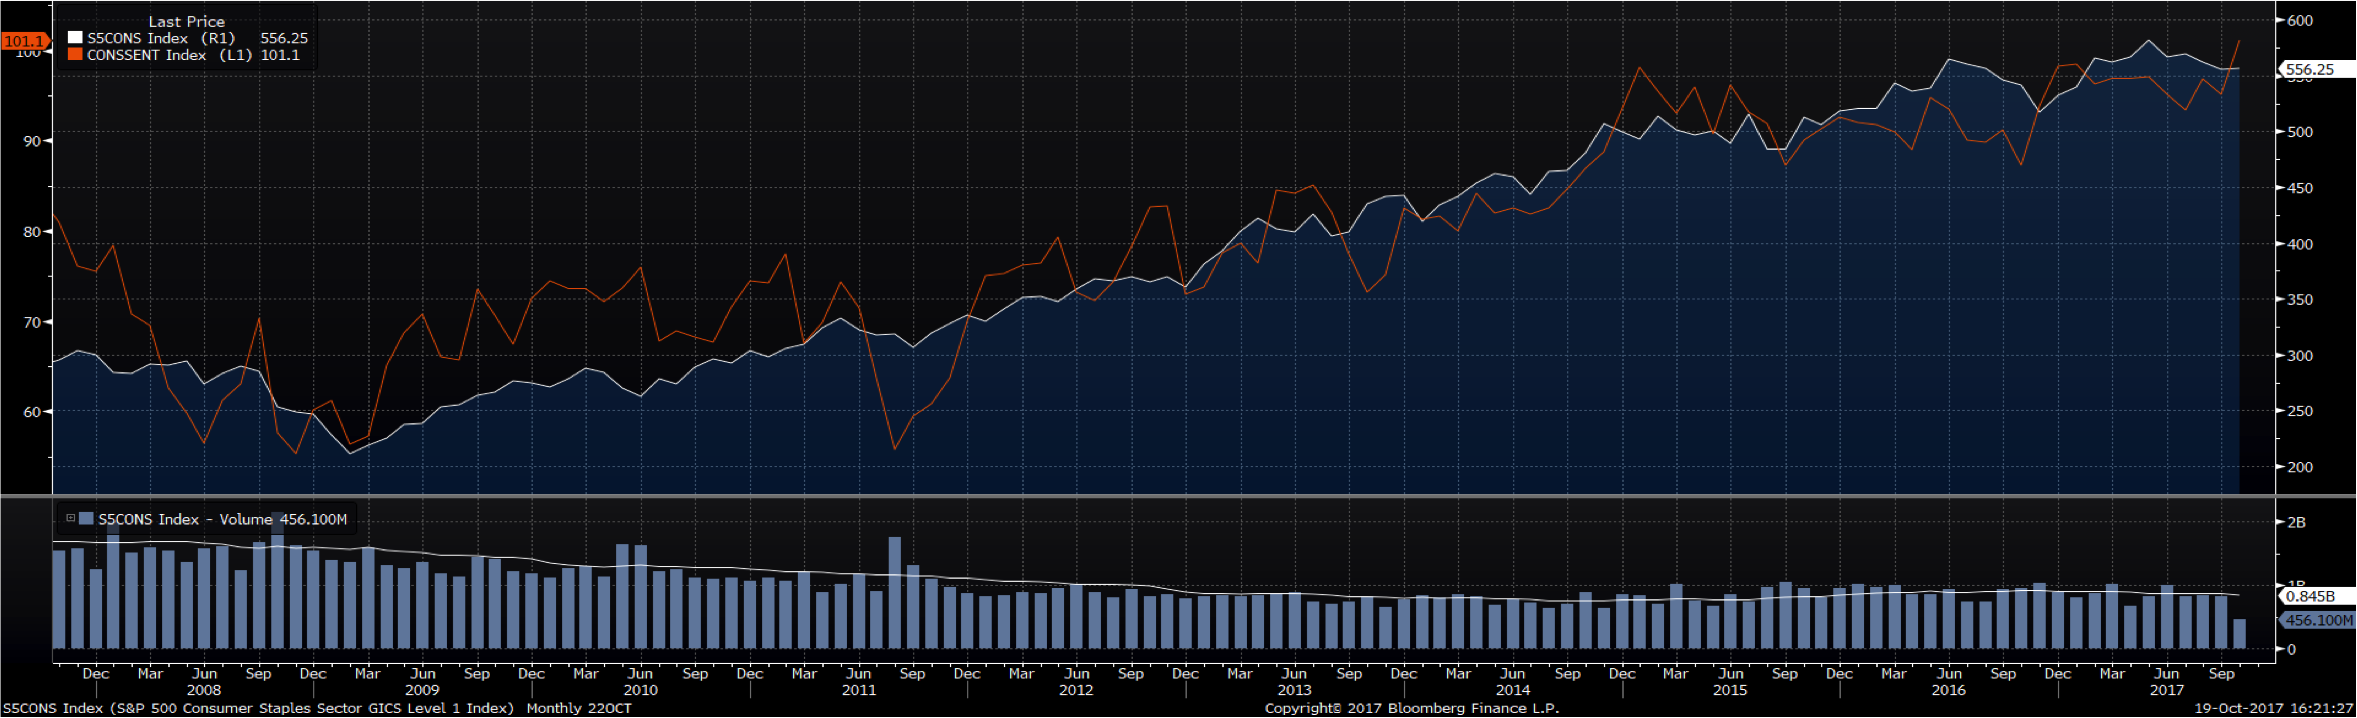 Last Price
S5CONS Index (R1) 556.25
CONSSENT Index (L1) 101.1
101.1
100
90
80
70
60
600
550
556.25
500
450
400
350
300
250
200
S5CONS Index - Volume 456.100M
2B
1B
0.845B
456.100M
0
Dec Mar Jun Sep Dec Mar Jun Sep Dec Mar Jun Sep Dec Mar Jun Sep Dec Mar Jun Sep Dec Mar Jun Sep Dec Mar Jun Sep Dec Mar Jun Sep Dec Mar Jun Sep Dec Mar Jun Sep
2008 2009 2010 2011 2012 2013 2014 2015 2016 2017
S5CONS Index (S&P 500 Consumer Staples Sector GICS Level 1 Index) Monthly 22OCT Copyright© 2017 Bloomberg Finance L.P. 19-Oct-2017 16:21:27